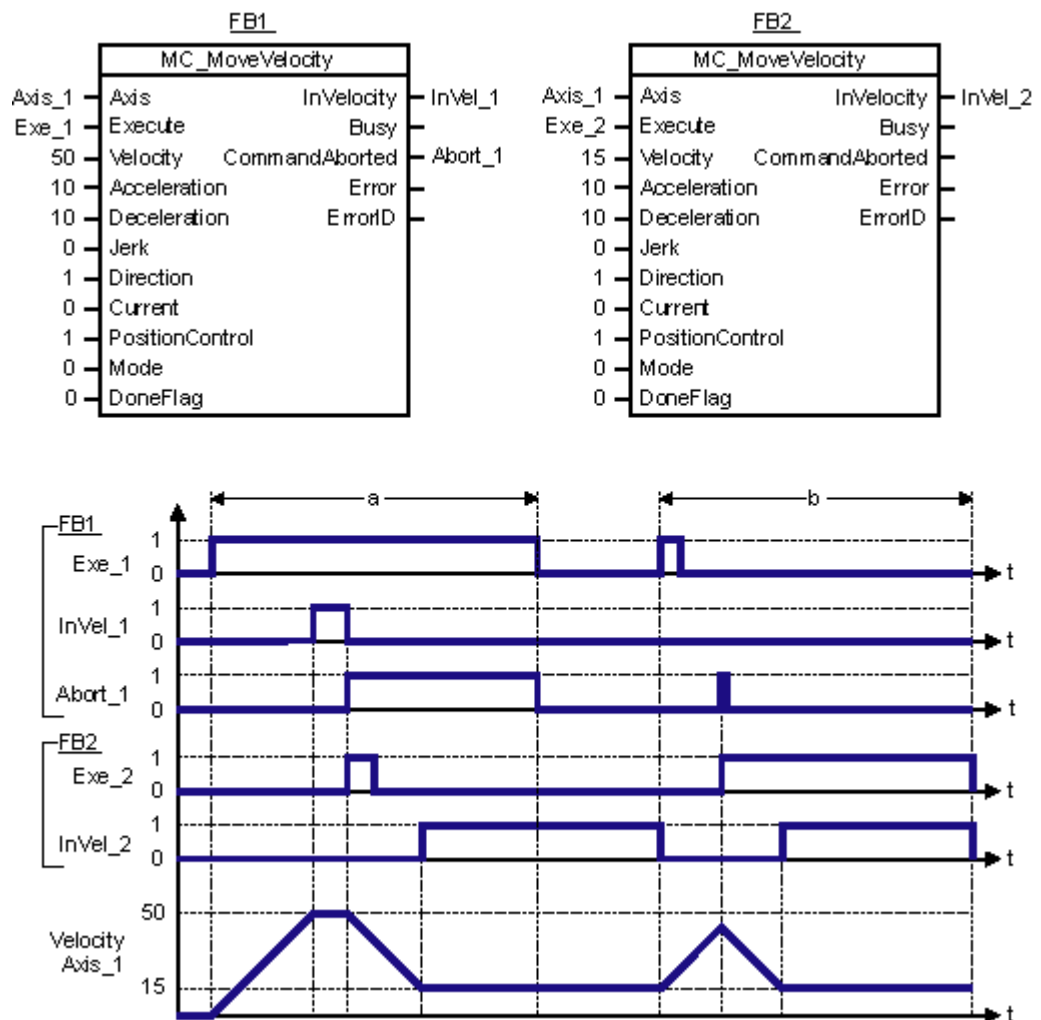 FB1
MC_MoveVelocity
Axis_1 Axis InVelocity InVel_1
Exe_1 Execute Busy
50 Velocity CommandAborted Abort_1
10 Acceleration Error
10 Deceleration ErrorID
0 Jerk
1 Direction
0 Current
1 PositionControl
0 Mode
0 DoneFlag
FB2
MC_MoveVelocity
Axis_1 Axis InVelocity InVel_2
Exe_2 Execute Busy
15 Velocity CommandAborted
10 Acceleration Error
10 Deceleration ErrorID
0 Jerk
1 Direction
0 Current
1 PositionControl
0 Mode
0 DoneFlag
a b
FB1
1
Exe_1 0 t
1
InVel_1
0
1
Abort_1
0 t
FB2
1
Exe_2
0 t
1
InVel_2
0 t
50
Velocity
Axis_1
15
t